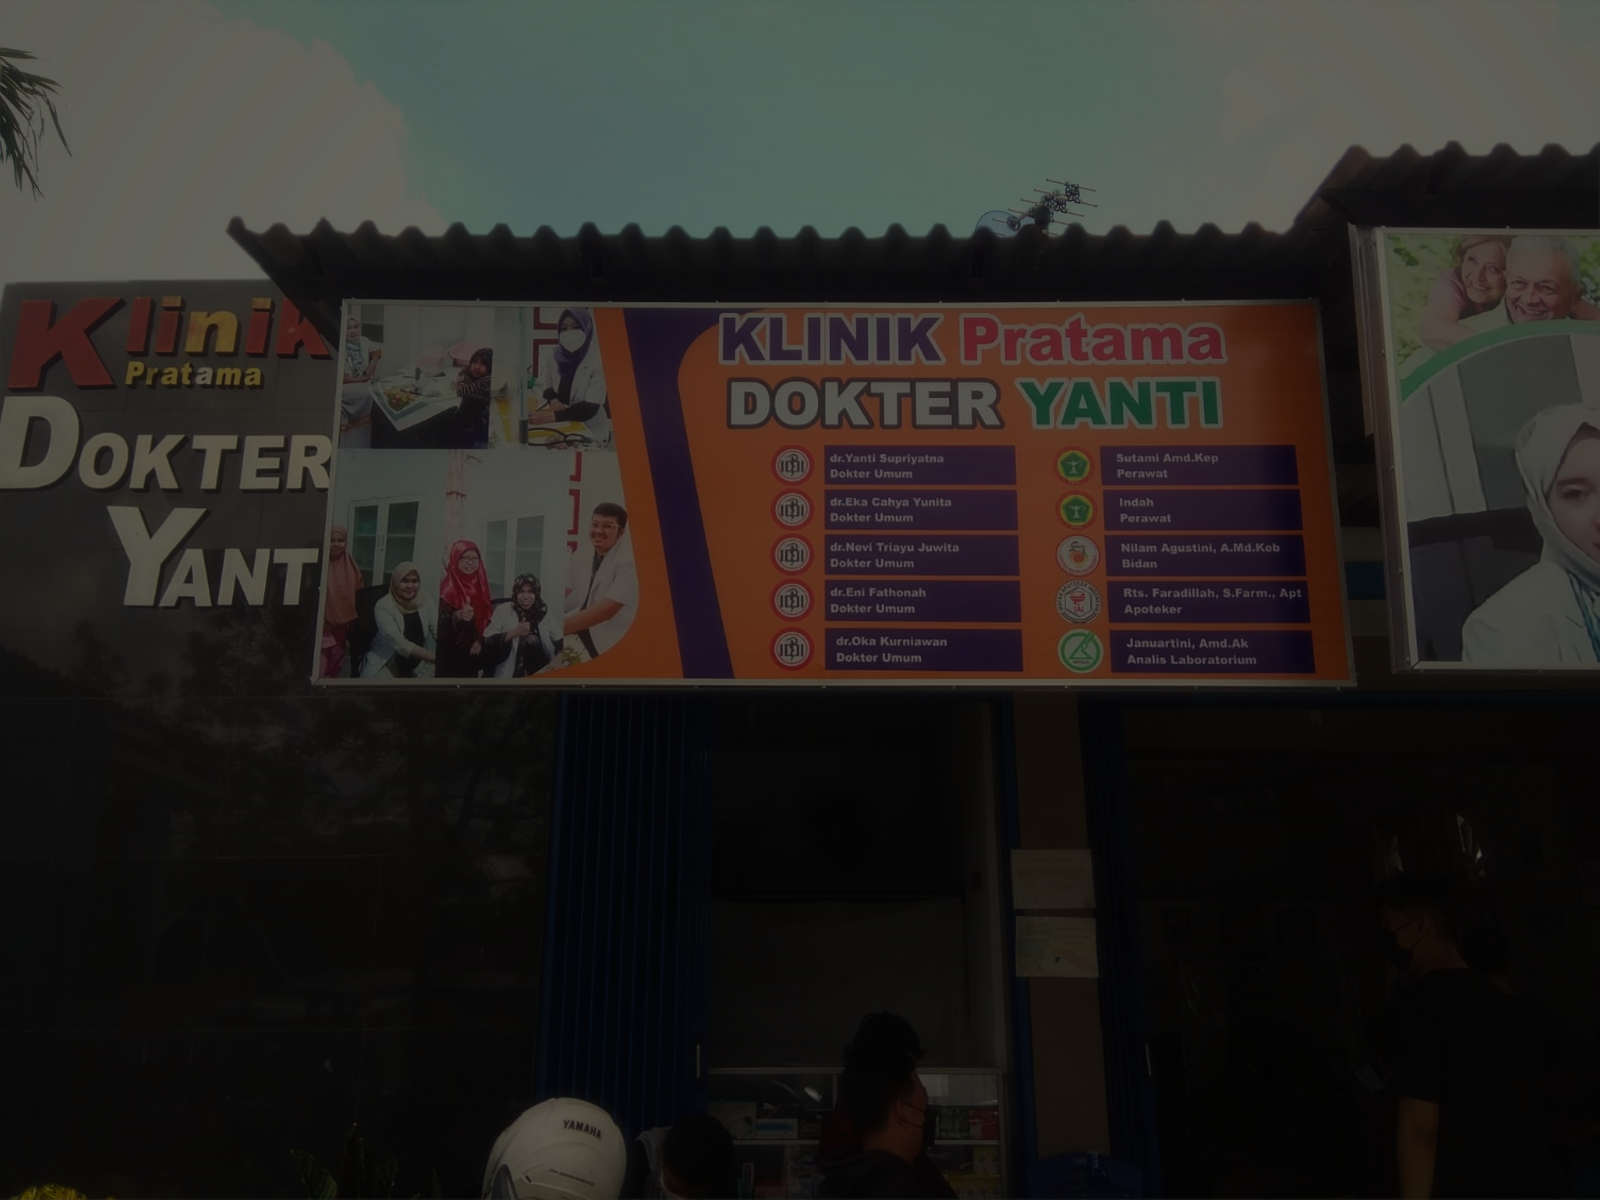 Klinik
Pratama
DOKTER
YANT
KLINIK Pratama
DOKTER YANTI
dr.Yanti Supriyatna
Dokter Umum
dr.Eka Cahya Yunita
Dokter Umum
dr.Nevi Triayu Juwita
Dokter Umum
dr.Eni Fathonah
Dokter Umum
dr.Oka Kurniawan
Dokter Umum
Sutami Amd.Kep
Perawat
Indah
Perawat
Nilam Agustini, A.Md.Keb
Bidan
Rts. Faradillah, S.Farm., Apt
Apoteker
Januartini, Amd.Ak
Analis Laboratorium
YAMAHA